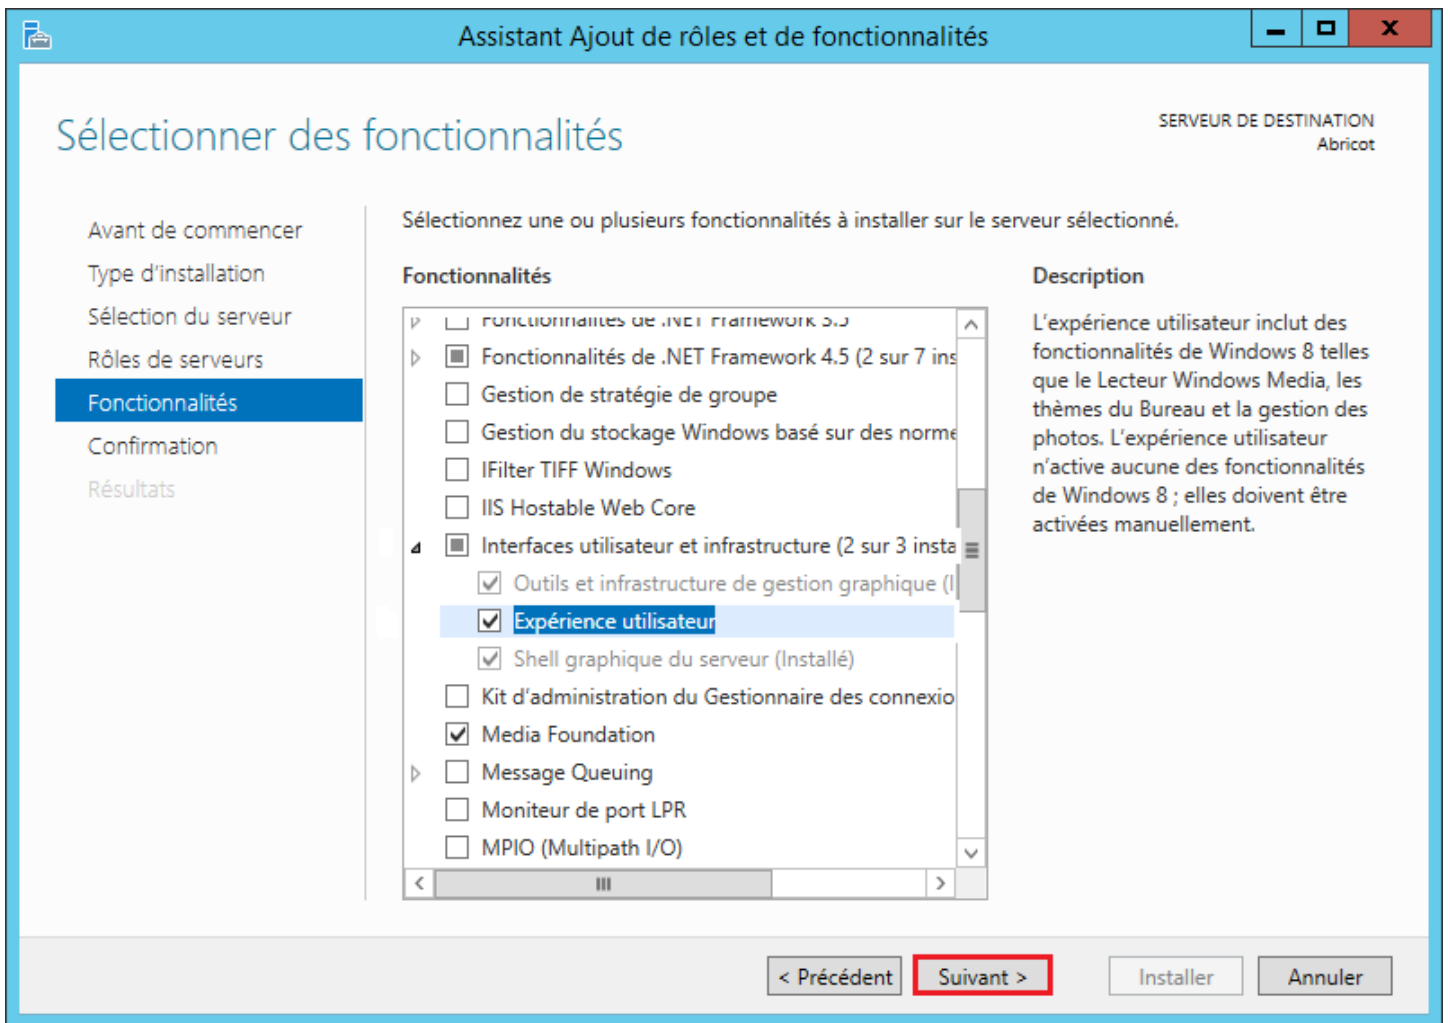 Assistant Ajout de rôles et de fonctionnalités
Sélectionner des fonctionnalités
SERVEUR DE DESTINATION
Abricot
Avant de commencer
Type d'installation
Sélection du serveur
Rôles de serveurs
Fonctionnalités
Confirmation
Résultats
Sélectionnez une ou plusieurs fonctionnalités à installer sur le serveur sélectionné.
Fonctionnalités
Fonctionnalités de .NET Framework 3.5
Fonctionnalités de .NET Framework 4.5 (2 sur 7 ins
Gestion de stratégie de groupe
Gestion du stockage Windows basé sur des norme
IFilter TIFF Windows
IIS Hostable Web Core
Interfaces utilisateur et infrastructure (2 sur 3 insta
Outils et infrastructure de gestion graphique (I
Expérience utilisateur
Shell graphique du serveur (Installé)
Kit d'administration du Gestionnaire des connexio
Media Foundation
Message Queuing
Moniteur de port LPR
MPIO (Multipath I/O)
Description
L'expérience utilisateur inclut des
fonctionnalités de Windows 8 telles
que le Lecteur Windows Media, les
thèmes du Bureau et la gestion des
photos. L'expérience utilisateur
n'active aucune des fonctionnalités
de Windows 8 ; elles doivent être
activées manuellement.
< Précédent
Suivant >
Installer
Annuler